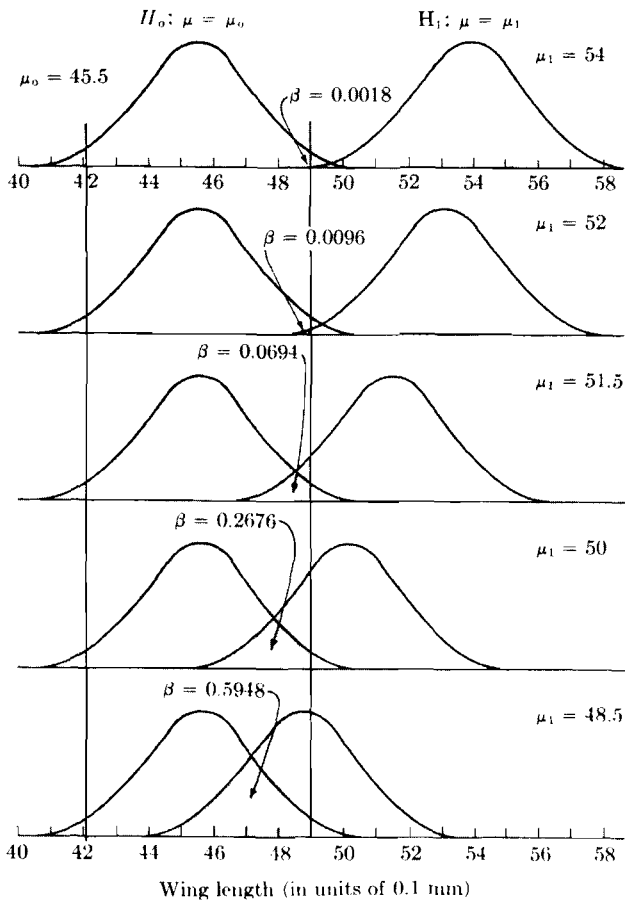 H₀: μ = μ₀ H₁: μ = μ₁
μ₀ = 45.5 μ₁ = 54
β = 0.0018
40 42 44 46 48 50 52 54 56 58
μ₁ = 52
β = 0.0096
β = 0.0694
μ₁ = 51.5
β = 0.2676
μ₁ = 50
β = 0.5948
μ₁ = 48.5
40 42 44 46 48 50 52 54 56 58
Wing length (in units of 0.1 mm)